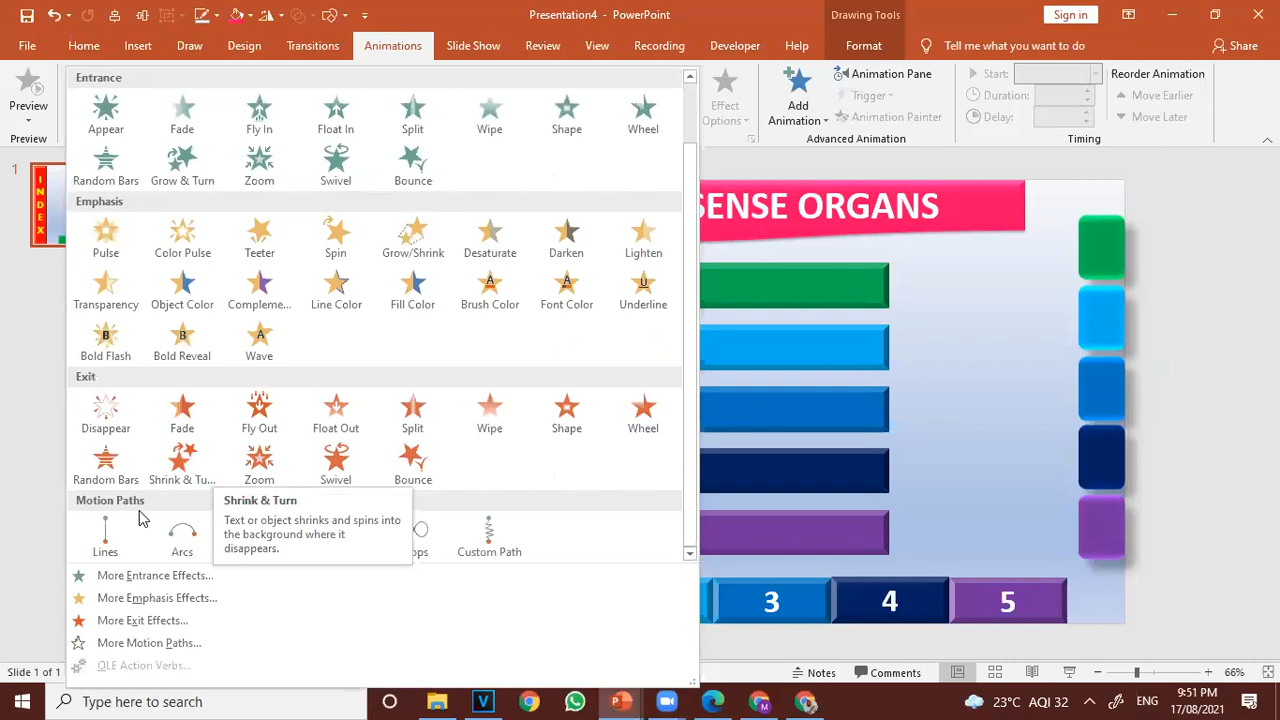 Presentation4 - PowerPoint
Drawing Tools
Sign in
File Home Insert Draw Design Transitions Animations Slide Show Review View Recording Developer Help Format Tell me what you want to do Share
Preview
Preview
Entrance
Appear Fade Fly In Float In Split Wipe Shape Wheel
Random Bars Grow & Turn Zoom Swivel Bounce
Emphasis
Pulse Color Pulse Teeter Spin Grow/Shrink Desaturate Darken Lighten
Transparency Object Color Compleme... Line Color Fill Color Brush Color Font Color Underline
Bold Flash Bold Reveal Wave
Exit
Disappear Fade Fly Out Float Out Split Wipe Shape Wheel
Random Bars Shrink & Tu... Zoom Swivel Bounce
Motion Paths
Lines Arcs ops Custom Path
Shrink & Turn
Text or object shrinks and spins into
the background where it
disappears.
More Entrance Effects...
More Emphasis Effects...
More Exit Effects...
More Motion Paths...
OLE Action Verbs...
Effect
Options
Add
Animation
Animation Pane
Trigger
Animation Painter
Advanced Animation
Start:
Duration:
Delay:
Reorder Animation
Move Earlier
Move Later
Timing
1
INDEX
SENSE ORGANS
3 4 5
Slide 1 of 1
Notes
Comments
66%
Type here to search
23°C AQI 32
ENG
9:51 PM
17/08/2021